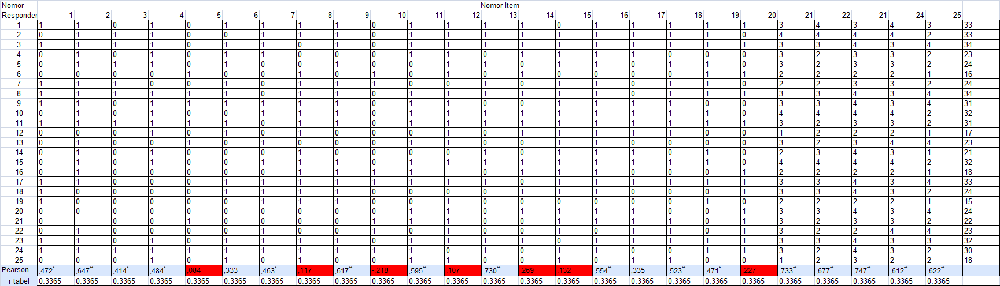 Nomor Nomor Item
Responden 1 2 3 4 5 6 7 8 9 10 11 12 13 14 15 16 17 18 19 20 21 22 21 24 25
1 1 1 0 1 0 1 1 1 1 0 1 1 1 1 0 1 1 1 1 1 3 4 3 4 3 33
2 0 1 1 1 0 0 1 1 1 0 1 1 1 1 1 1 1 1 1 0 4 4 4 4 2 33
3 1 1 1 1 0 1 1 0 1 0 1 1 1 1 1 1 1 1 1 1 3 3 4 3 4 34
4 0 1 0 1 0 1 1 0 0 0 1 0 1 1 1 1 1 0 0 0 3 2 3 3 2 23
5 0 1 1 1 0 1 0 0 1 0 0 1 1 0 1 1 0 1 1 0 3 2 3 3 2 24
6 0 0 0 0 1 0 0 1 0 1 0 1 0 1 0 0 0 0 1 1 2 2 2 2 1 16
7 1 1 1 0 0 1 0 1 1 1 0 0 1 0 1 1 0 1 1 0 2 2 3 3 2 24
8 1 1 1 1 1 1 0 1 1 0 1 1 1 1 1 1 0 1 1 1 3 3 4 3 4 34
9 1 1 0 1 1 1 1 1 1 0 1 1 0 0 1 1 1 1 0 0 3 3 4 3 4 31
10 0 1 0 1 0 0 1 1 1 0 1 1 1 1 1 1 1 1 1 0 4 4 4 4 2 32
11 1 1 1 1 1 1 0 1 1 0 1 1 1 1 1 1 1 1 1 1 3 2 3 3 2 31
12 0 0 0 1 0 1 0 1 0 0 0 0 1 1 1 1 0 1 1 0 1 2 2 2 1 17
13 0 1 0 1 0 0 1 0 0 0 1 1 0 0 1 1 0 0 0 0 3 2 3 4 4 23
14 0 1 0 1 0 0 0 1 0 0 0 0 1 0 1 1 1 0 1 0 2 3 4 3 1 21
15 0 1 0 1 0 0 1 1 1 0 1 1 1 1 1 1 1 1 1 0 4 4 4 4 2 32
16 0 1 0 0 0 0 0 1 1 1 1 0 1 1 1 0 0 0 1 2 2 2 2 1 18
17 1 1 0 0 0 1 1 1 1 1 1 1 0 1 1 1 1 1 1 1 3 3 4 3 4 33
18 1 0 0 0 0 1 1 1 1 0 0 0 0 1 1 1 0 0 0 1 3 3 4 3 2 24
19 1 0 0 0 0 0 1 1 1 0 0 1 0 0 0 0 0 0 1 0 2 2 2 2 1 15
20 0 0 0 0 0 0 0 0 0 0 1 1 0 1 1 1 1 0 0 1 3 3 4 3 4 24
21 0 0 0 1 0 0 0 0 1 1 1 0 0 1 1 1 1 0 1 3 2 3 3 2 22
22 0 1 0 0 0 0 1 0 0 1 0 1 0 0 1 1 0 1 0 1 3 2 2 4 4 23
23 1 1 0 1 0 1 1 1 1 0 1 1 1 1 0 1 1 1 1 1 3 3 4 3 3 32
24 1 1 1 1 1 1 1 1 1 1 1 0 1 0 1 1 0 0 1 1 3 2 4 3 2 30
25 0 0 0 1 0 1 0 1 0 0 1 1 0 0 1 0 1 1 0 0 1 2 3 2 2 18
Pearson ,472* ,647** ,414* ,484* ,084 ,333 ,463* ,117 ,617** ,218 ,595** ,107 ,730** ,269 ,132 ,554** ,335 ,523** ,471* ,227 ,733** ,677** ,747** ,612** ,622**
r tabel 0.3365 0.3365 0.3365 0.3365 0.3365 0.3365 0.3365 0.3365 0.3365 0.3365 0.3365 0.3365 0.3365 0.3365 0.3365 0.3365 0.3365 0.3365 0.3365 0.3365 0.3365 0.3365 0.3365 0.3365 0.3365